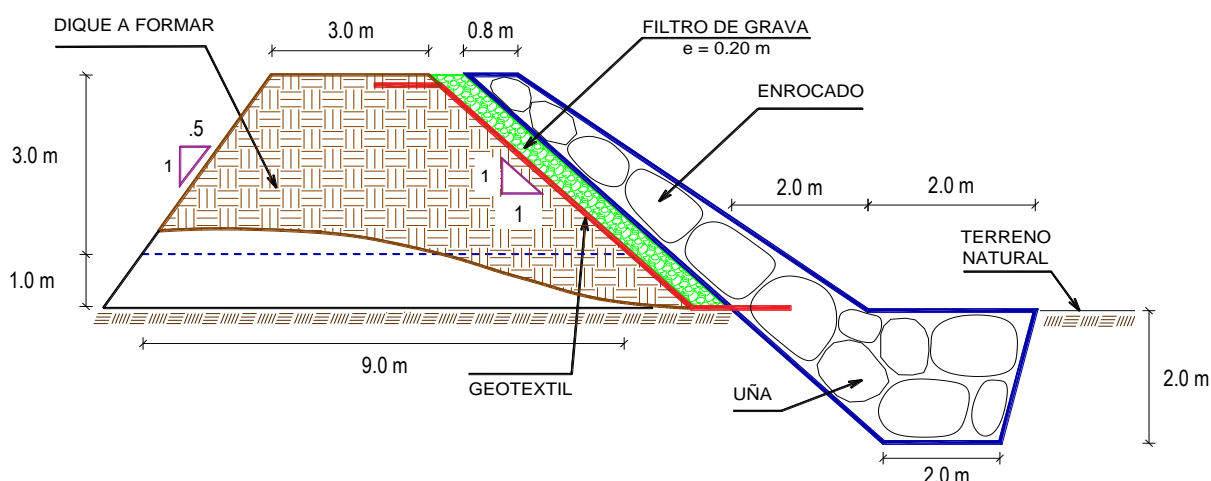 DIQUE A FORMAR
3.0 m
0.8 m
FILTRO DE GRAVA
e = 0.20 m
ENROCADO
.5
1
3.0 m
1
1
2.0 m
2.0 m
TERRENO
NATURAL
1.0 m
9.0 m
GEOTEXTIL
UÑA
2.0 m
2.0 m